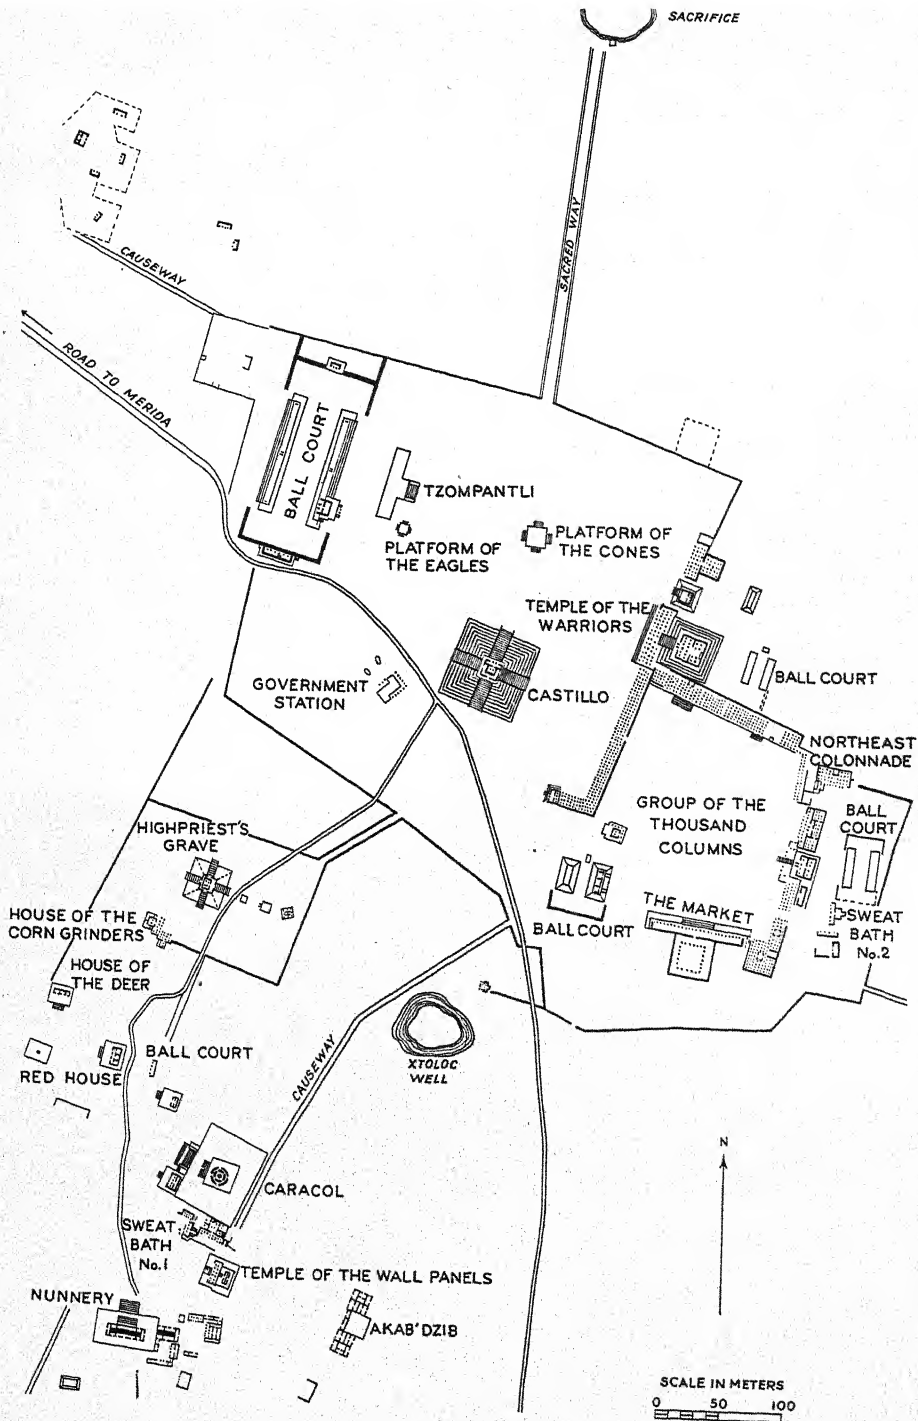 SACRIFICE
SACRED WAY
CAUSEWAY
ROAD TO MERIDA
BALL COURT
TZOMPANTLI
PLATFORM OF
THE EAGLES
PLATFORM OF
THE CONES
TEMPLE OF THE
WARRIORS
BALL COURT
GOVERNMENT
STATION
CASTILLO
NORTHEAST
COLONNADE
GROUP OF THE
THOUSAND
COLUMNS
BALL
COURT
HIGHPRIEST'S
GRAVE
THE MARKET
HOUSE OF THE
CORN GRINDERS
BALL COURT
SWEAT
BATH
No.2
HOUSE OF
THE DEER
BALL COURT
RED HOUSE
CAUSEWAY
XTOLOC
WELL
N
CARACOL
SWEAT
BATH
No.1
TEMPLE OF THE WALL PANELS
NUNNERY
AKAB'DZIB
SCALE IN METERS
0 50 100